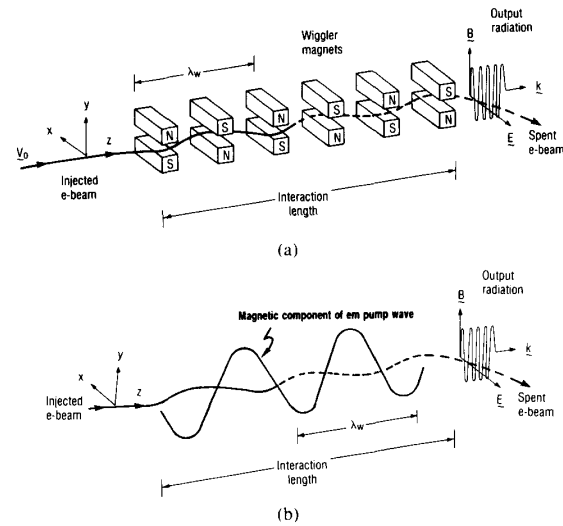 Output
radiation
B
Wiggler
magnets
λw
k
y
x
z
N
S
N
S
N
S
S
N
S
N
S
N
V0
Injected
e-beam
E
Spent
e-beam
Interaction
length
(a)
Output
radiation
B
Magnetic component of em pump wave
y
x
z
k
Injected
e-beam
E
Spent
e-beam
λw
Interaction
length
(b)